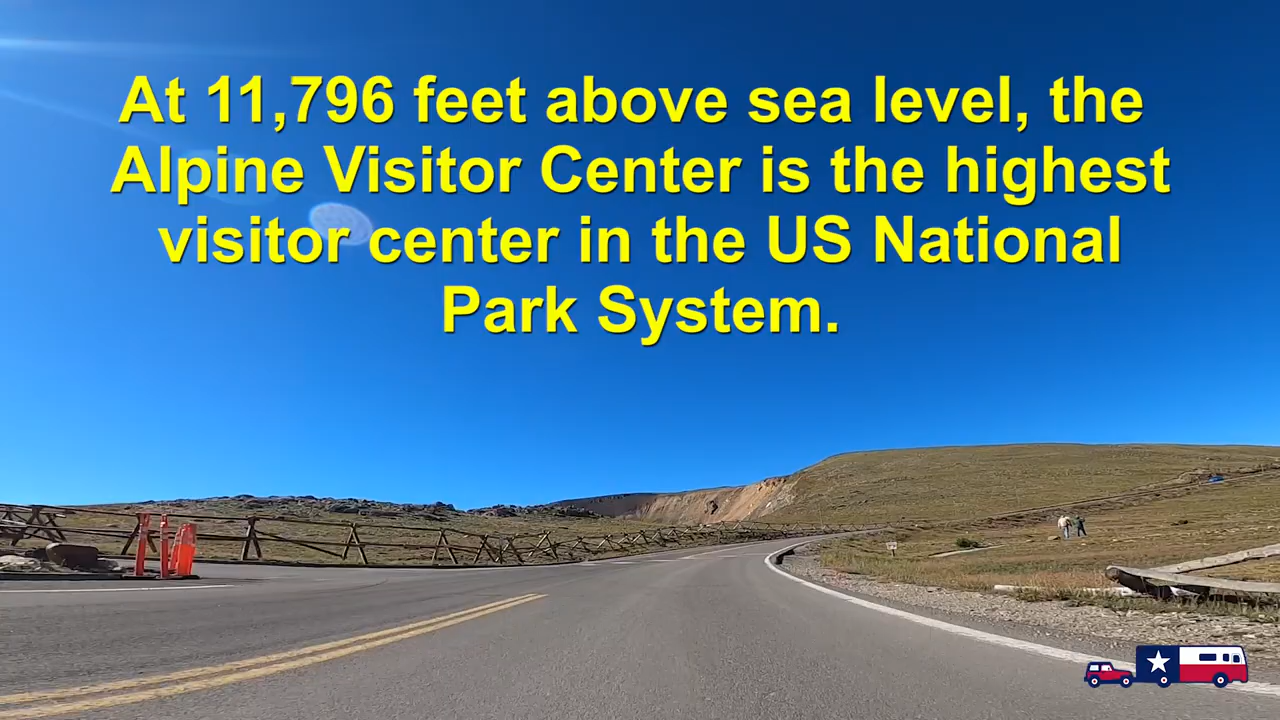 At 11,796 feet above sea level, the
Alpine Visitor Center is the highest
visitor center in the US National
Park System.